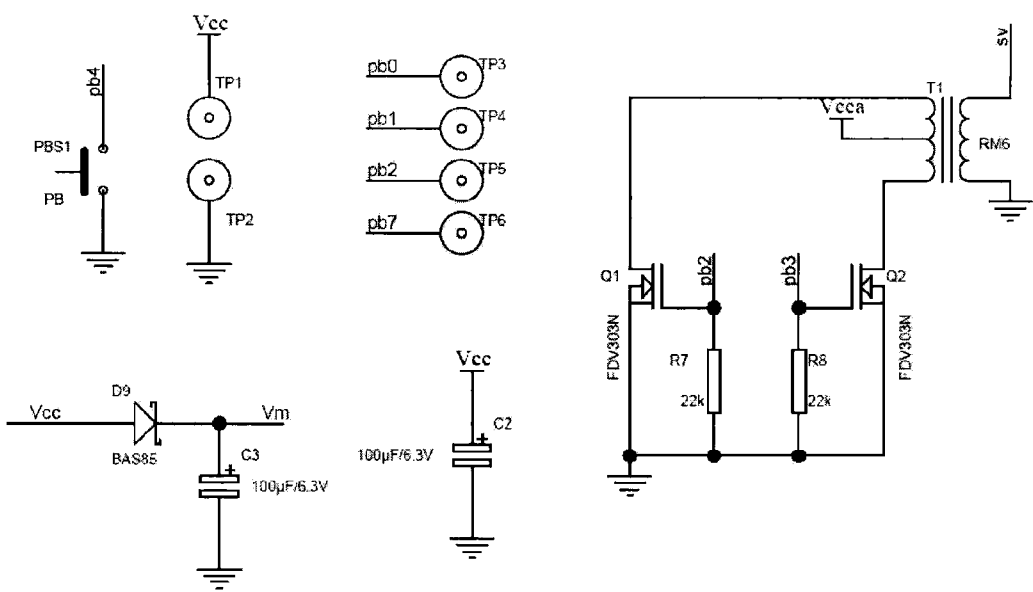 Vcc
pb4
TP1
PBS1
PB
TP2
pb0
TP3
pb1
TP4
pb2
TP5
pb7
TP6
sv
T1
Vcca
RM6
Q1
pb2
pb3
Q2
FDV303N
R7
22k
R8
22k
FDV303N
D9
Vcc
Vm
BAS85
C3
100µF/6.3V
Vcc
C2
100µF/6.3V